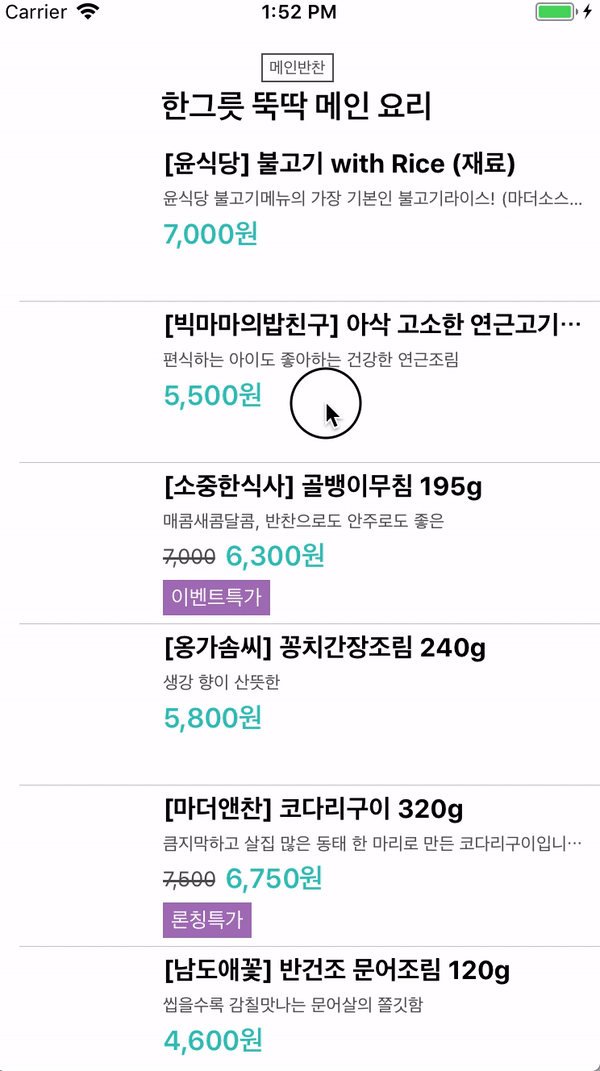 Carrier 1:52 PM
메인반찬
한그릇 뚝딱 메인 요리
[윤식당] 불고기 with Rice (재료)
윤식당 불고기메뉴의 가장 기본인 불고기라이스! (마더소스...
7,000원
[빅마마의밥친구] 아삭 고소한 연근고기…
편식하는 아이도 좋아하는 건강한 연근조림
5,500원
[소중한식사] 골뱅이무침 195g
매콤새콤달콤, 반찬으로도 안주로도 좋은
7,000 6,300원
이벤트특가
[옹가솜씨] 꽁치간장조림 240g
생강 향이 산뜻한
5,800원
[마더앤찬] 코다리구이 320g
큼지막하고 살집 많은 동태 한 마리로 만든 코다리구이입니…
7,500 6,750원
론칭특가
[남도애꽃] 반건조 문어조림 120g
씹을수록 감칠맛나는 문어살의 쫄깃함
4,600원